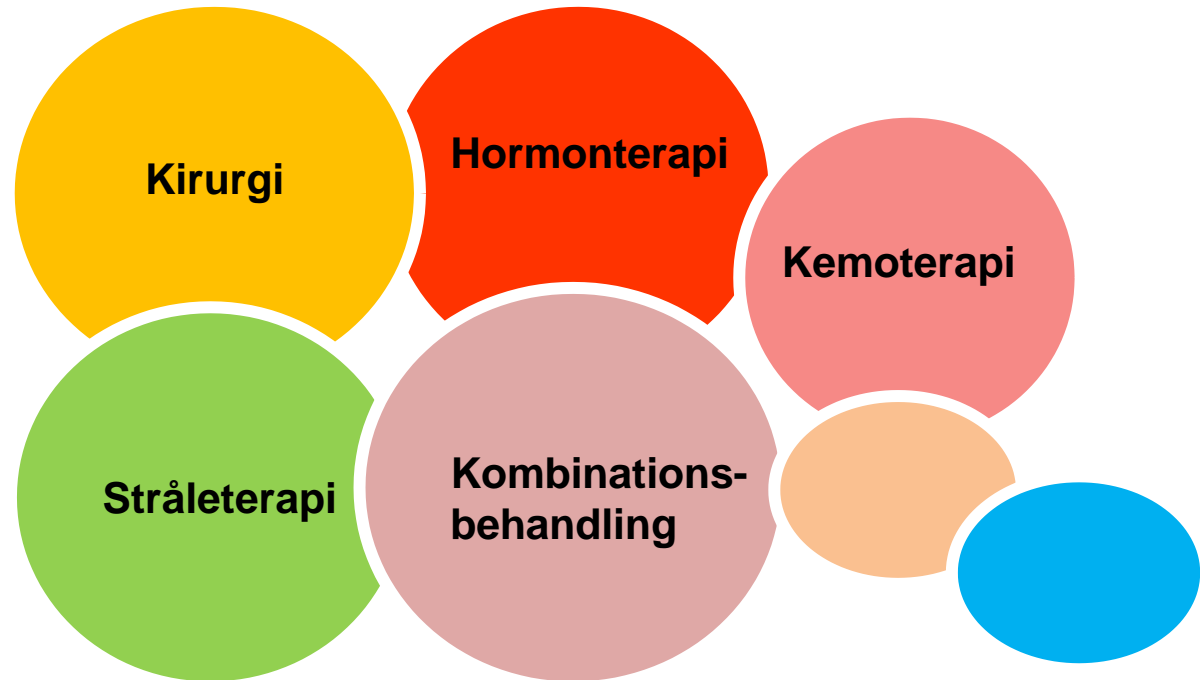 Kirurgi
Hormonterapi
Kemoterapi
Stråleterapi
Kombinations-
behandling